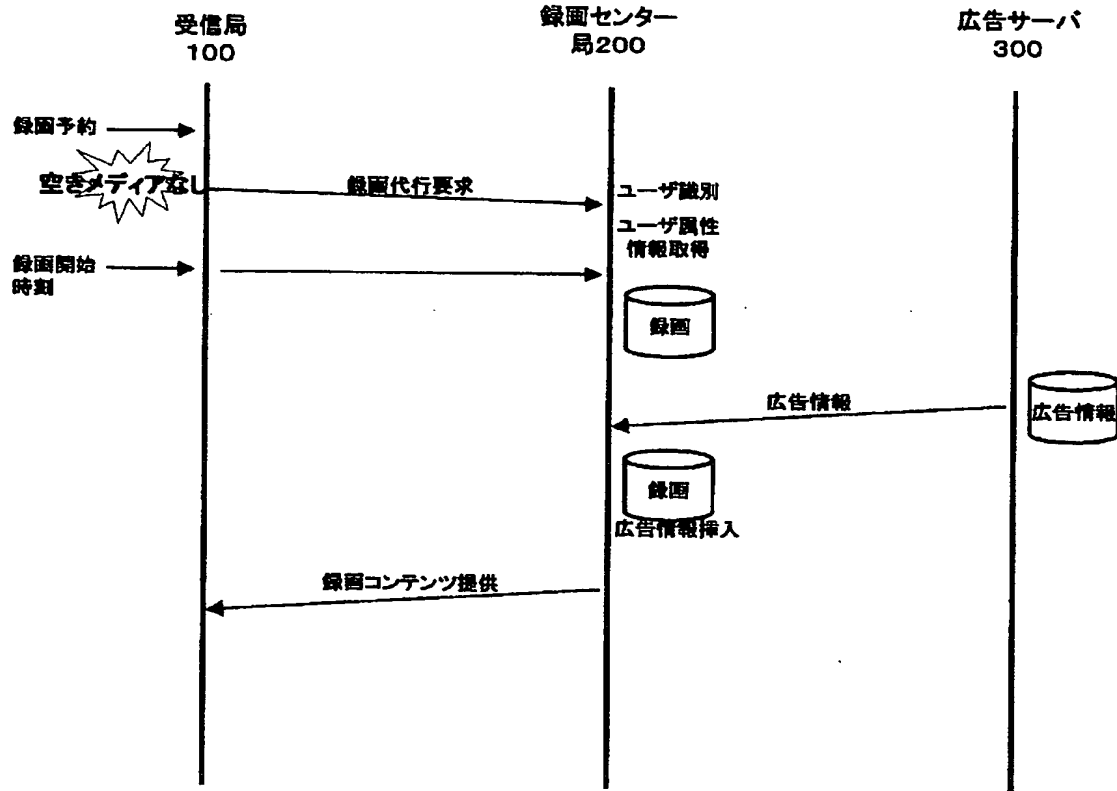 受信局
100
録画センター
局200
広告サーバ
300
録画予約
空きメディアなし
録画代行要求
ユーザ識別
ユーザ属性
情報取得
録画開始
時刻
録画
広告情報
広告情報
録画
広告情報挿入
録画コンテンツ提供